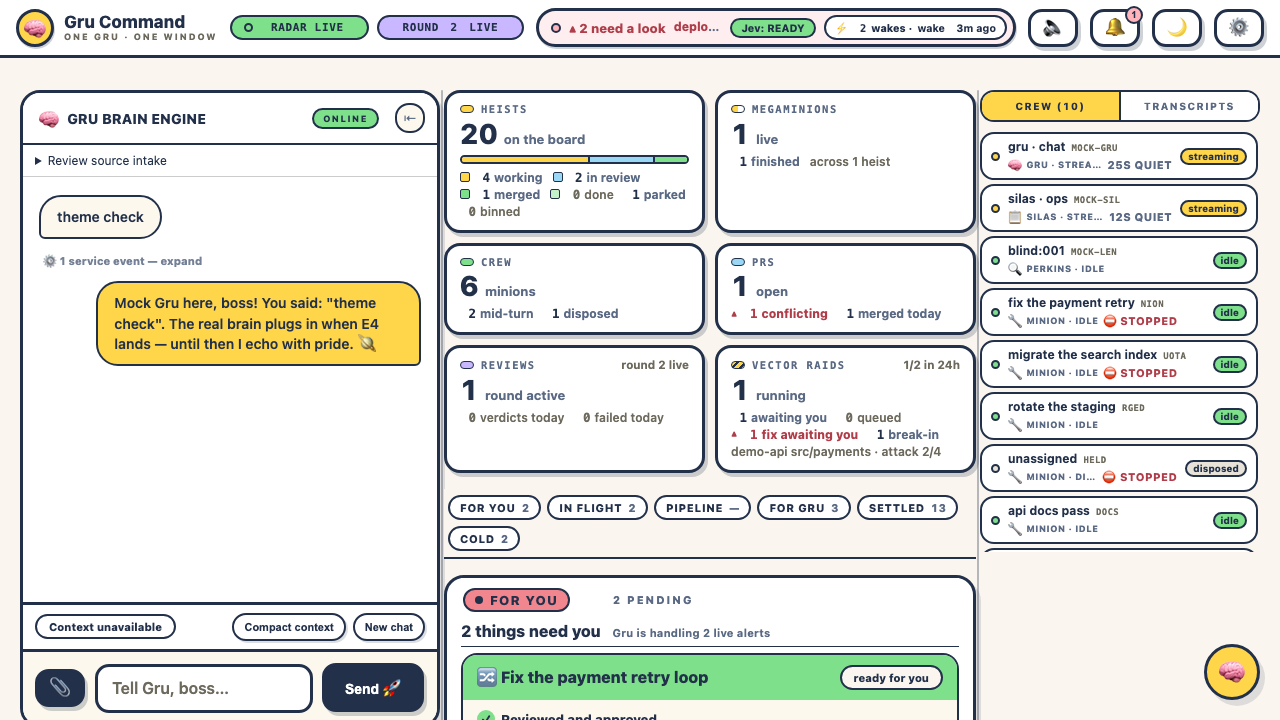 Gru Command
ONE GRU · ONE WINDOW
RADAR LIVE
ROUND 2 LIVE
▲2 need a look deplo…
Jev: READY
⚡ 2 wakes · wake 3m ago
1
🧠 GRU BRAIN ENGINE
ONLINE
▶ Review source intake
theme check
⚙️ 1 service event — expand
Mock Gru here, boss! You said: "theme
check". The real brain plugs in when E4
lands — until then I echo with pride. 🪐
Context unavailable
Compact context
New chat
Tell Gru, boss...
Send 🚀
HEISTS
20 on the board
4 working 2 in review
1 merged 0 done 1 parked
0 binned
MEGAMINIONS
1 live
1 finished across 1 heist
CREW
6 minions
2 mid-turn 1 disposed
PRS
1 open
▲ 1 conflicting 1 merged today
REVIEWS round 2 live
1 round active
0 verdicts today 0 failed today
VECTOR RAIDS 1/2 in 24h
1 running
1 awaiting you 0 queued
▲ 1 fix awaiting you 1 break-in
demo-api src/payments · attack 2/4
FOR YOU 2
IN FLIGHT 2
PIPELINE —
FOR GRU 3
SETTLED 13
COLD 2
FOR YOU
2 PENDING
2 things need you Gru is handling 2 live alerts
🔀 Fix the payment retry loop
ready for you
Reviewed and approved
CREW (10)
TRANSCRIPTS
gru · chat MOCK-GRU
🧠 GRU · STREA… 25S QUIET
streaming
silas · ops MOCK-SIL
📋 SILAS · STRE… 12S QUIET
streaming
blind:001 MOCK-LEN
🔍 PERKINS · IDLE
idle
fix the payment retry NION
🔧 MINION · IDLE ⛔ STOPPED
idle
migrate the search index UOTA
🔧 MINION · IDLE ⛔ STOPPED
idle
rotate the staging RGED
🔧 MINION · IDLE
idle
unassigned HELD
🔧 MINION · DI… ⛔ STOPPED
disposed
api docs pass DOCS
🔧 MINION · IDLE
idle